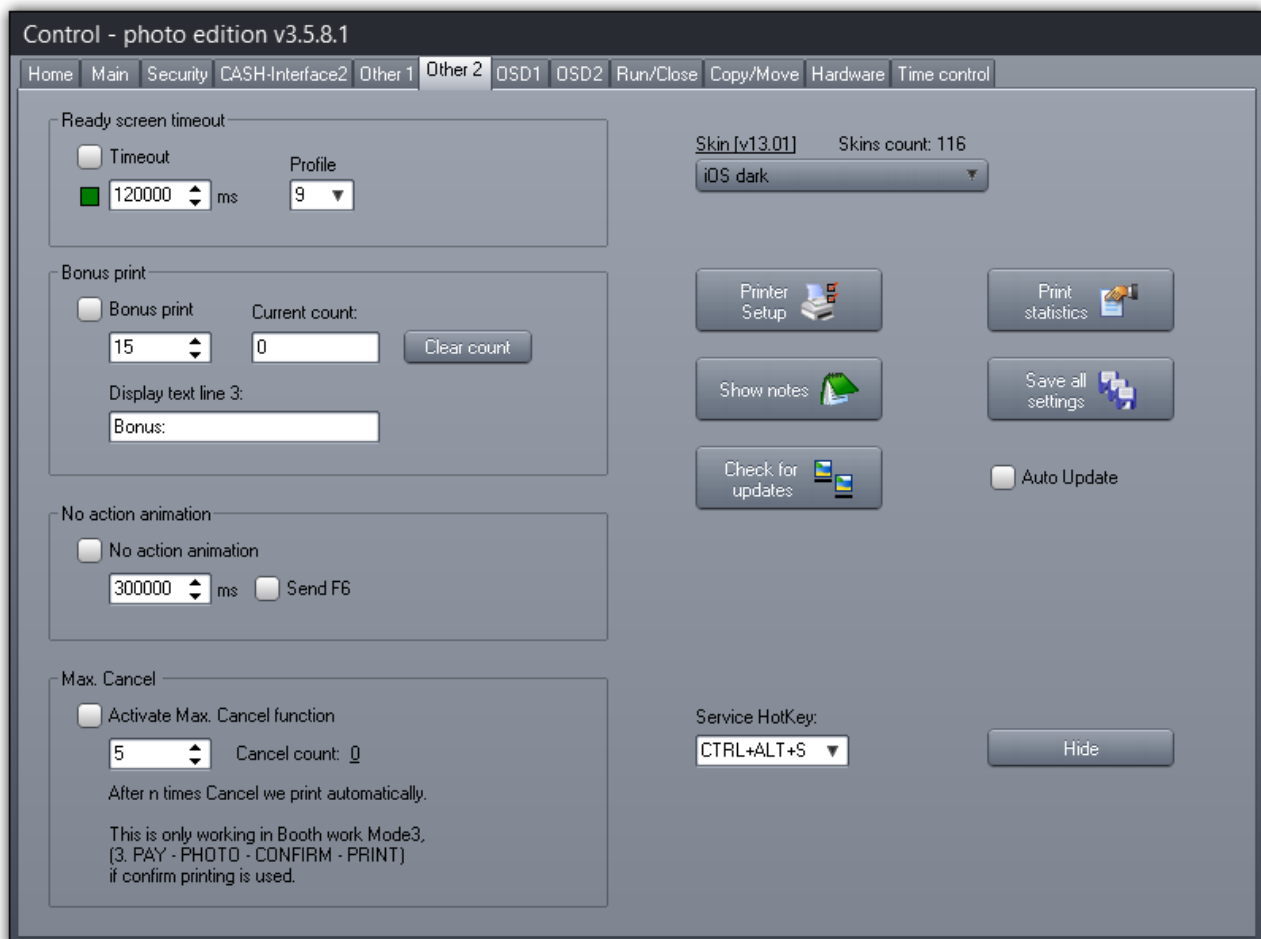 Control - photo edition v3.5.8.1
Home Main Security CASH-Interface2 Other 1 Other 2 OSD1 OSD2 Run/Close Copy/Move Hardware Time control
Ready screen timeout
Timeout
Profile
120000 ms 9
Skin [v13.01] Skins count: 116
iOS dark
Bonus print
Bonus print
Current count:
15 0 Clear count
Display text line 3:
Bonus:
Printer
Setup
Print
statistics
Show notes
Save all
settings
Check for
updates
Auto Update
No action animation
No action animation
300000 ms Send F6
Max. Cancel
Activate Max. Cancel function
5 Cancel count: 0
After n times Cancel we print automatically.
This is only working in Booth work Mode3,
(3. PAY - PHOTO - CONFIRM - PRINT)
if confirm printing is used.
Service HotKey:
CTRL+ALT+S
Hide